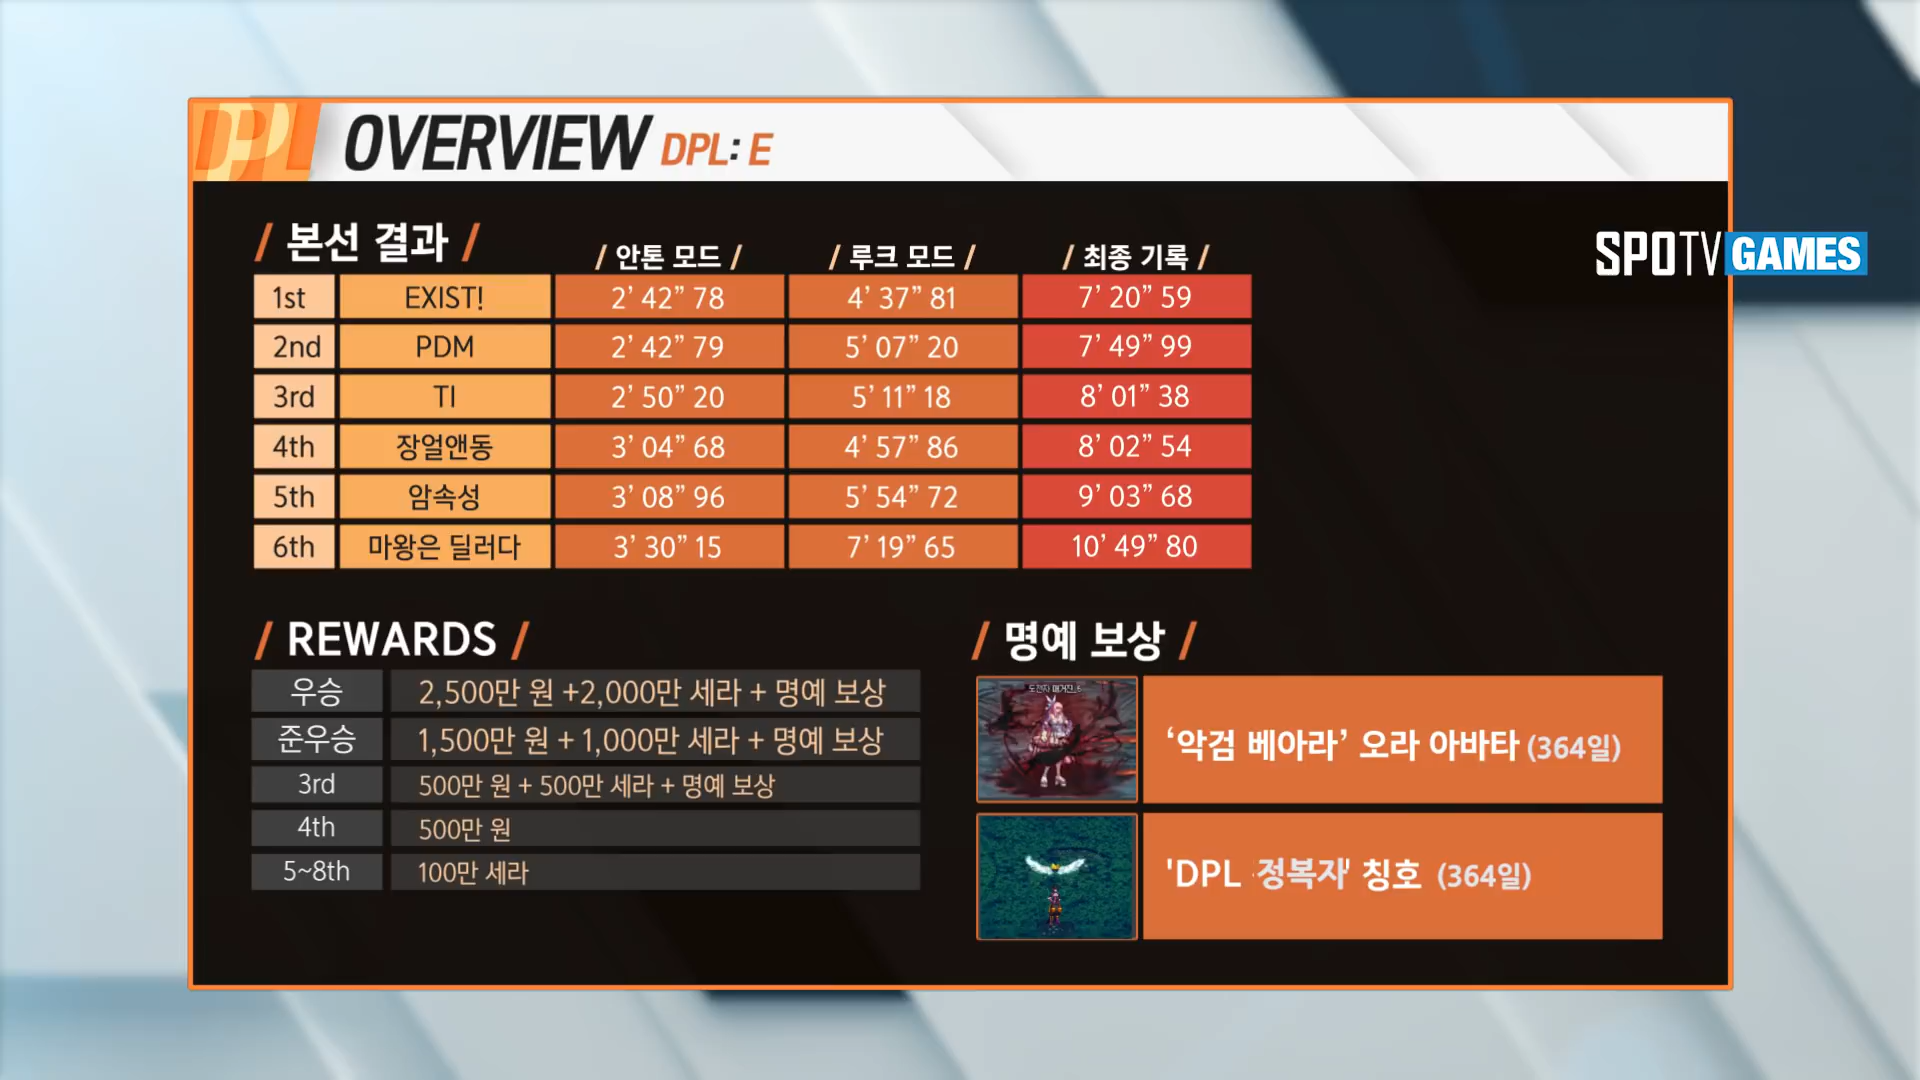 DPL OVERVIEW DPL: E
SPOTV GAMES
/ 본선 결과 / / 안톤 모드 / / 루크 모드 / / 최종 기록 /
1st EXIST! 2’ 42” 78 4’ 37” 81 7’ 20” 59
2nd PDM 2’ 42” 79 5’ 07” 20 7’ 49” 99
3rd TI 2’ 50” 20 5’ 11” 18 8’ 01” 38
4th 장얼앤동 3’ 04” 68 4’ 57” 86 8’ 02” 54
5th 암속성 3’ 08” 96 5’ 54” 72 9’ 03” 68
6th 마왕은 딜러다 3’ 30” 15 7’ 19” 65 10’ 49” 80
/ REWARDS /
우승 2,500만 원 +2,000만 세라 + 명예 보상
준우승 1,500만 원 + 1,000만 세라 + 명예 보상
3rd 500만 원 + 500만 세라 + 명예 보상
4th 500만 원
5~8th 100만 세라
/ 명예 보상 /
‘악검 베아라’ 오라 아바타 (364일)
'DPL 정복자' 칭호 (364일)